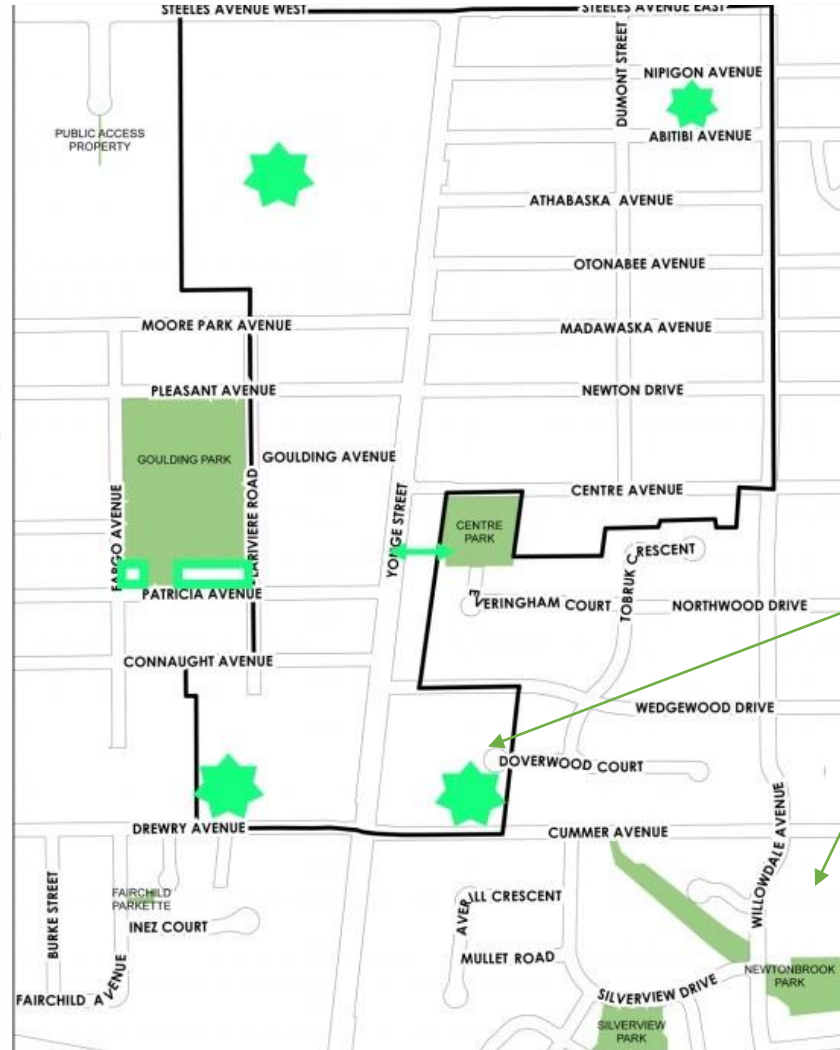 STEELES AVENUE WEST
STEELES AVENUE EAST
DUMONT STREET
NIPIGON AVENUE
PUBLIC ACCESS
PROPERTY
ABITIBI AVENUE
ATHABASKA AVENUE
OTONABEE AVENUE
MOORE PARK AVENUE
MADAWASKA AVENUE
PLEASANT AVENUE
NEWTON DRIVE
GOULDING PARK
GOULDING AVENUE
FARGO AVENUE
LARIVIERE ROAD
YONGE STREET
CENTRE AVENUE
CENTRE
PARK
TOBRUK CRESCENT
PATRICIA AVENUE
EVERINGHAM COURT
NORTHWOOD DRIVE
CONNAUGHT AVENUE
WEDGEWOOD DRIVE
DOVERWOOD COURT
DREWRY AVENUE
CUMMER AVENUE
WILLOWDALE AVENUE
BURKE STREET
FAIRCHILD
PARKETTE
INEZ COURT
AVERILL CRESCENT
MULLET ROAD
NEWTONBROOK
PARK
FAIRCHILD AVENUE
SILVERVIEW DRIVE
SILVERVIEW
PARK